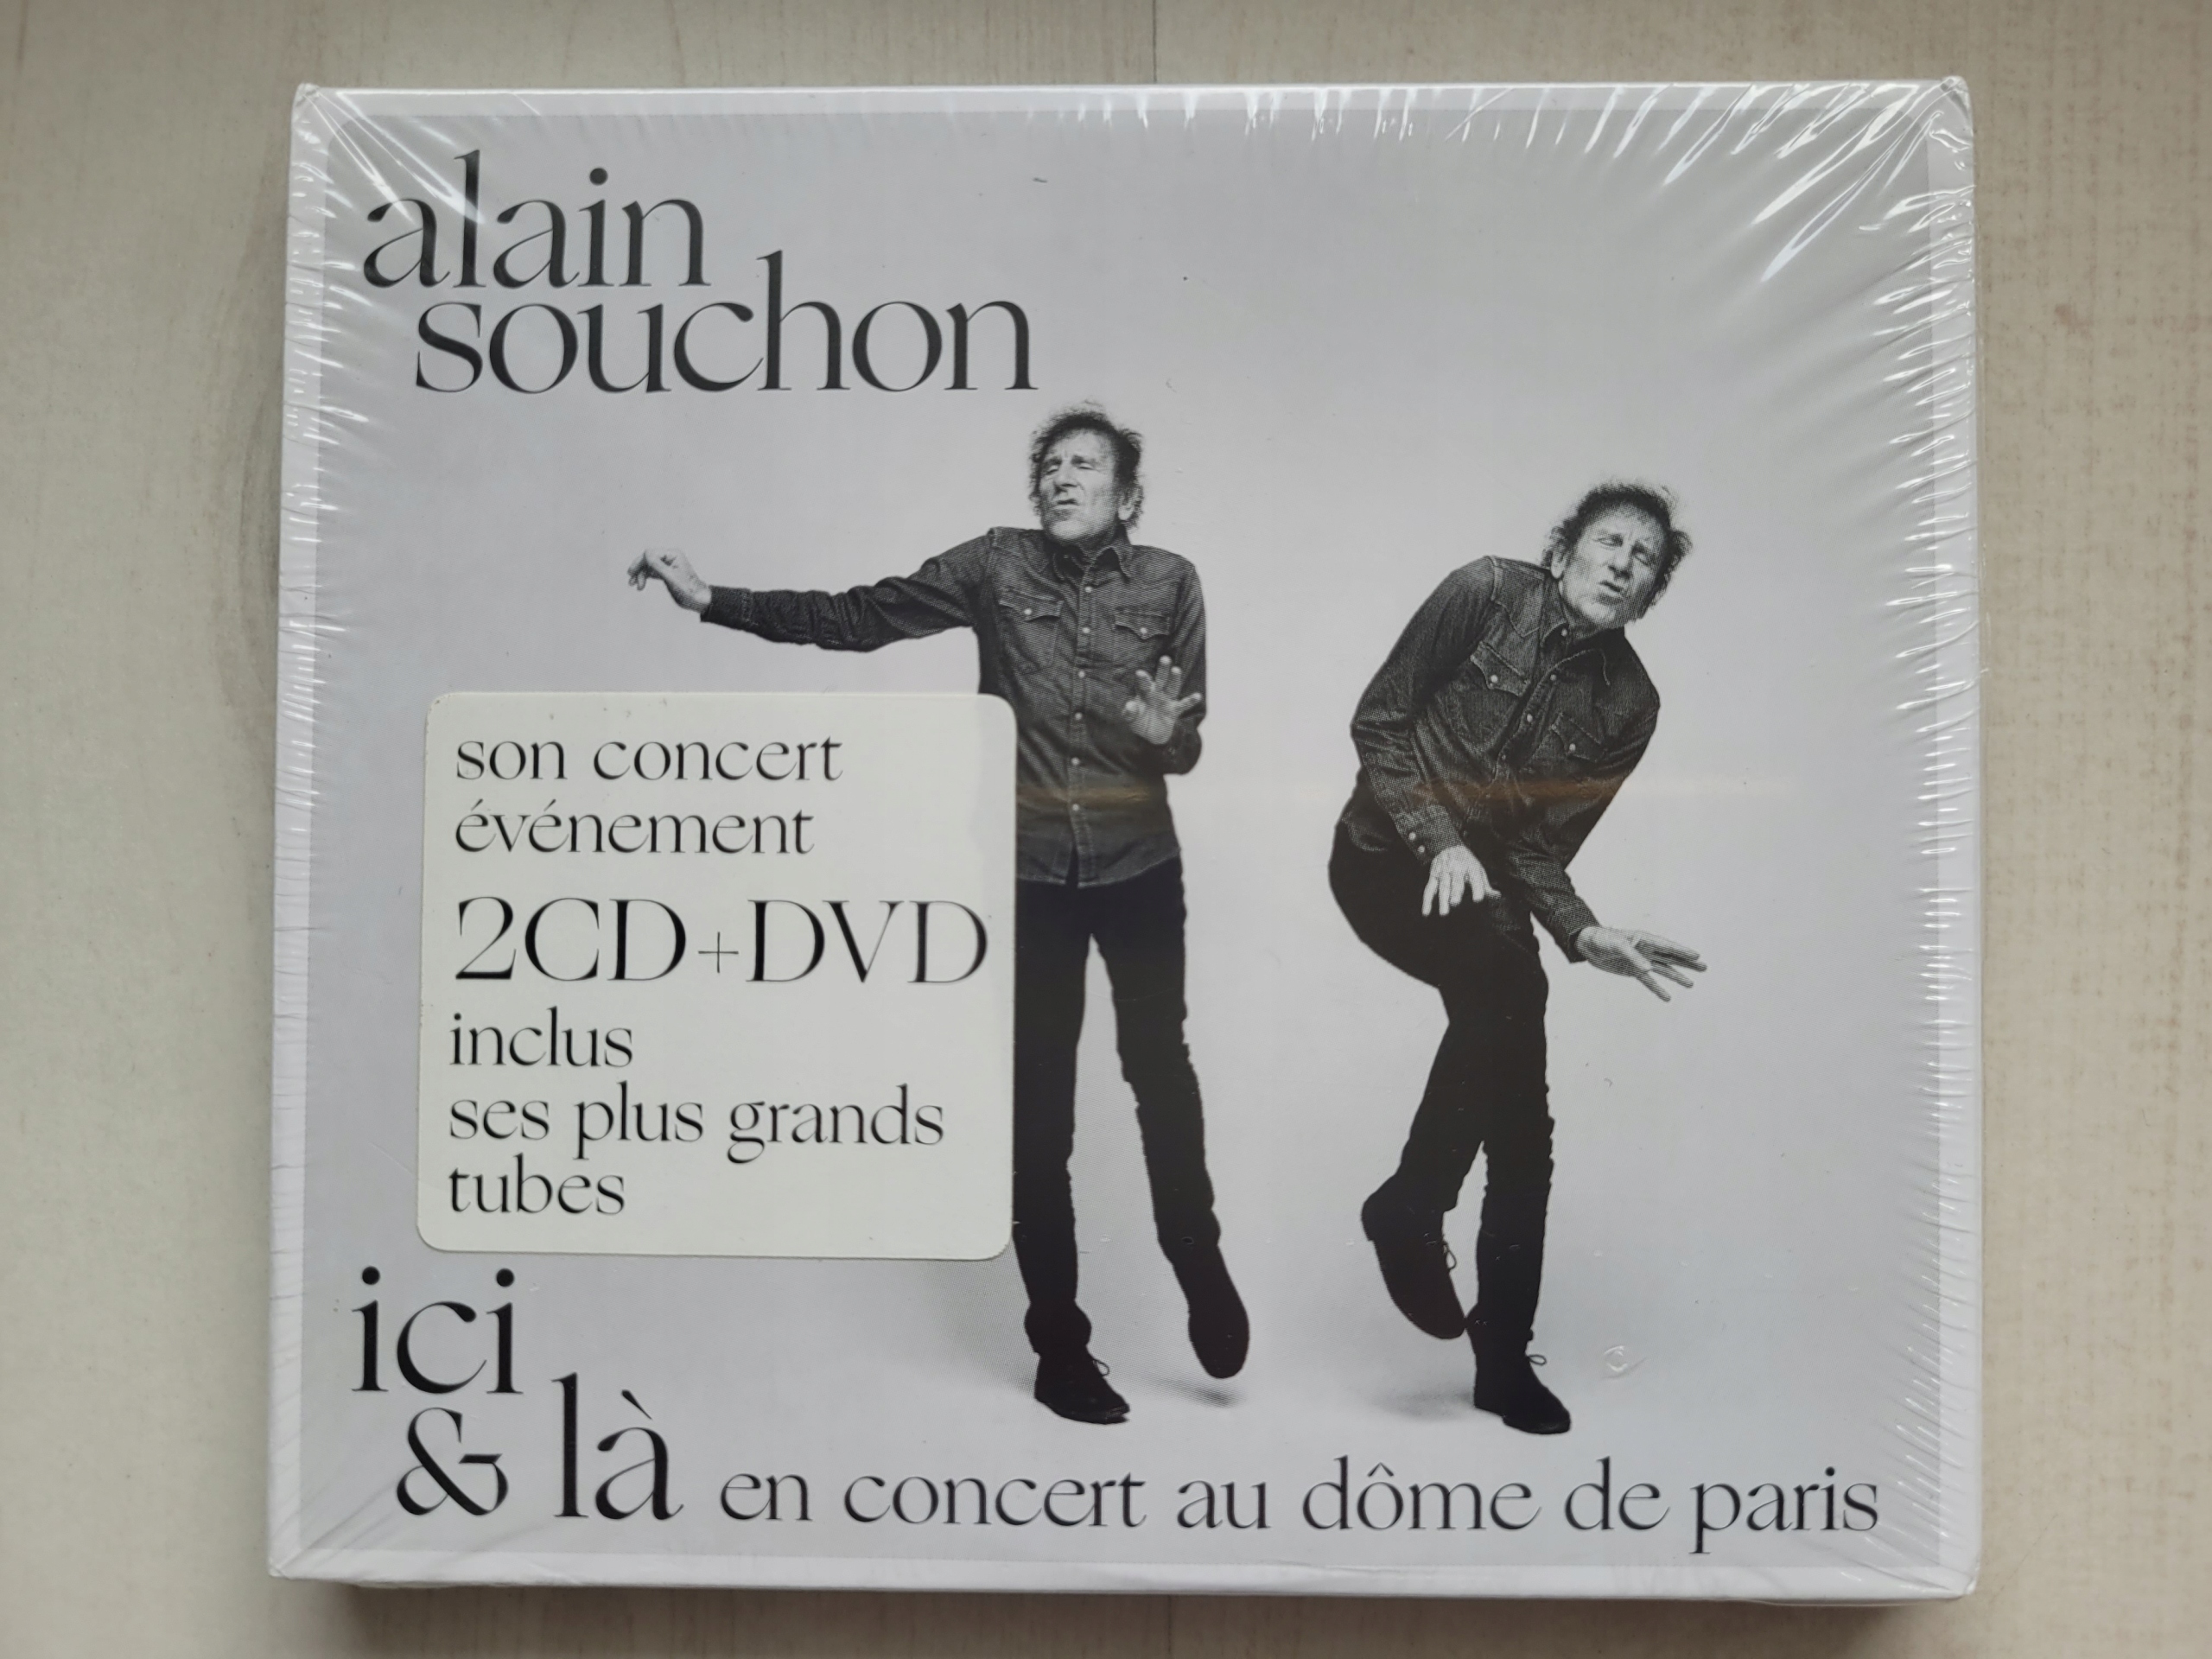 alain
souchon
son concert
événement
2CD+DVD
inclus
ses plus grands
tubes
ici
& là en concert au dôme de paris